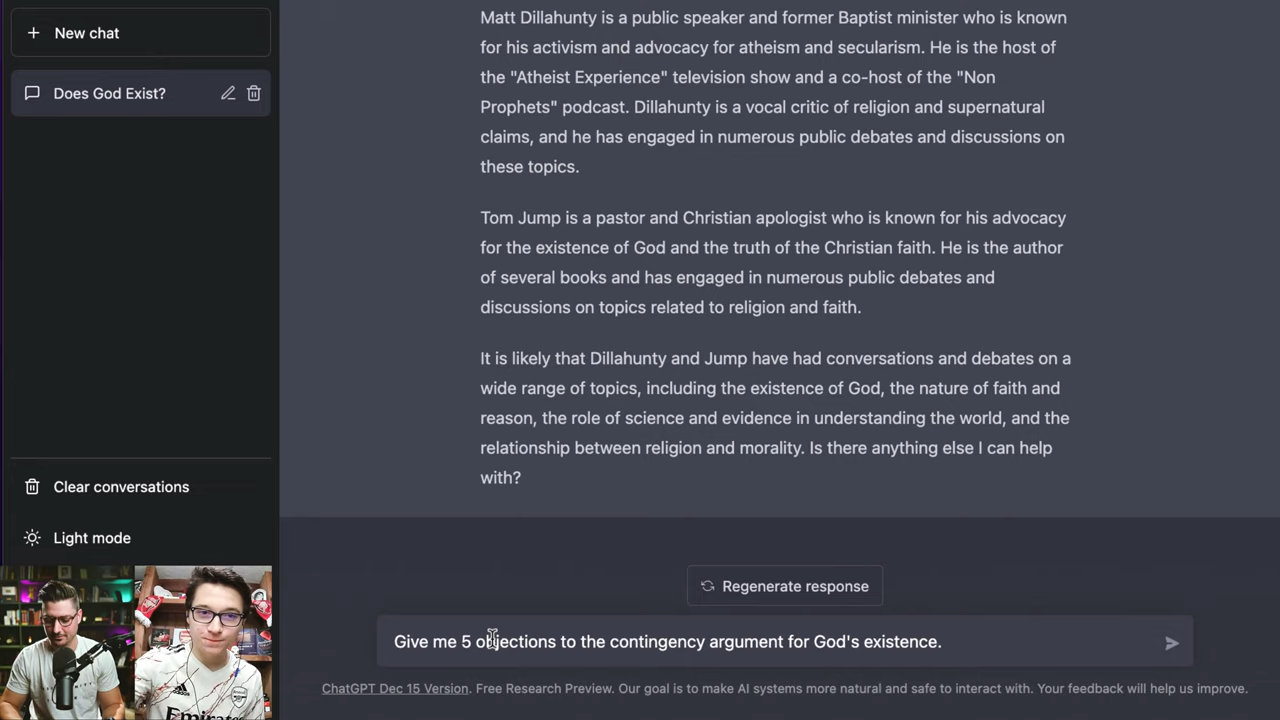 New chat
Does God Exist?
Clear conversations
Light mode
Matt Dillahunty is a public speaker and former Baptist minister who is known
for his activism and advocacy for atheism and secularism. He is the host of
the "Atheist Experience" television show and a co-host of the "Non
Prophets" podcast. Dillahunty is a vocal critic of religion and supernatural
claims, and he has engaged in numerous public debates and discussions on
these topics.
Tom Jump is a pastor and Christian apologist who is known for his advocacy
for the existence of God and the truth of the Christian faith. He is the author
of several books and has engaged in numerous public debates and
discussions on topics related to religion and faith.
It is likely that Dillahunty and Jump have had conversations and debates on a
wide range of topics, including the existence of God, the nature of faith and
reason, the role of science and evidence in understanding the world, and the
relationship between religion and morality. Is there anything else I can help
with?
Regenerate response
Give me 5 objections to the contingency argument for God's existence.
ChatGPT Dec 15 Version. Free Research Preview. Our goal is to make AI systems more natural and safe to interact with. Your feedback will help us improve.